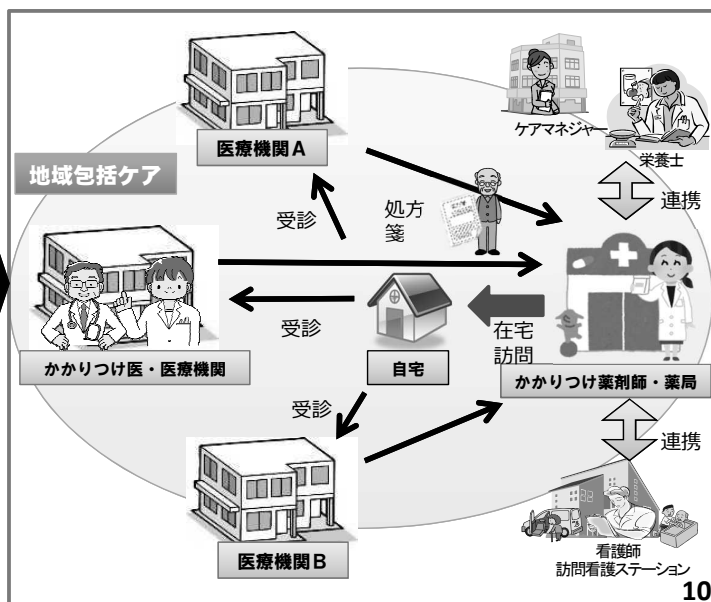 ケアマネジャー
栄養士
医療機関A
地域包括ケア
受診
処方
箋
連携
受診
在宅
訪問
かかりつけ医・医療機関
自宅
かかりつけ薬剤師・薬局
受診
連携
医療機関B
看護師
訪問看護ステーション
10